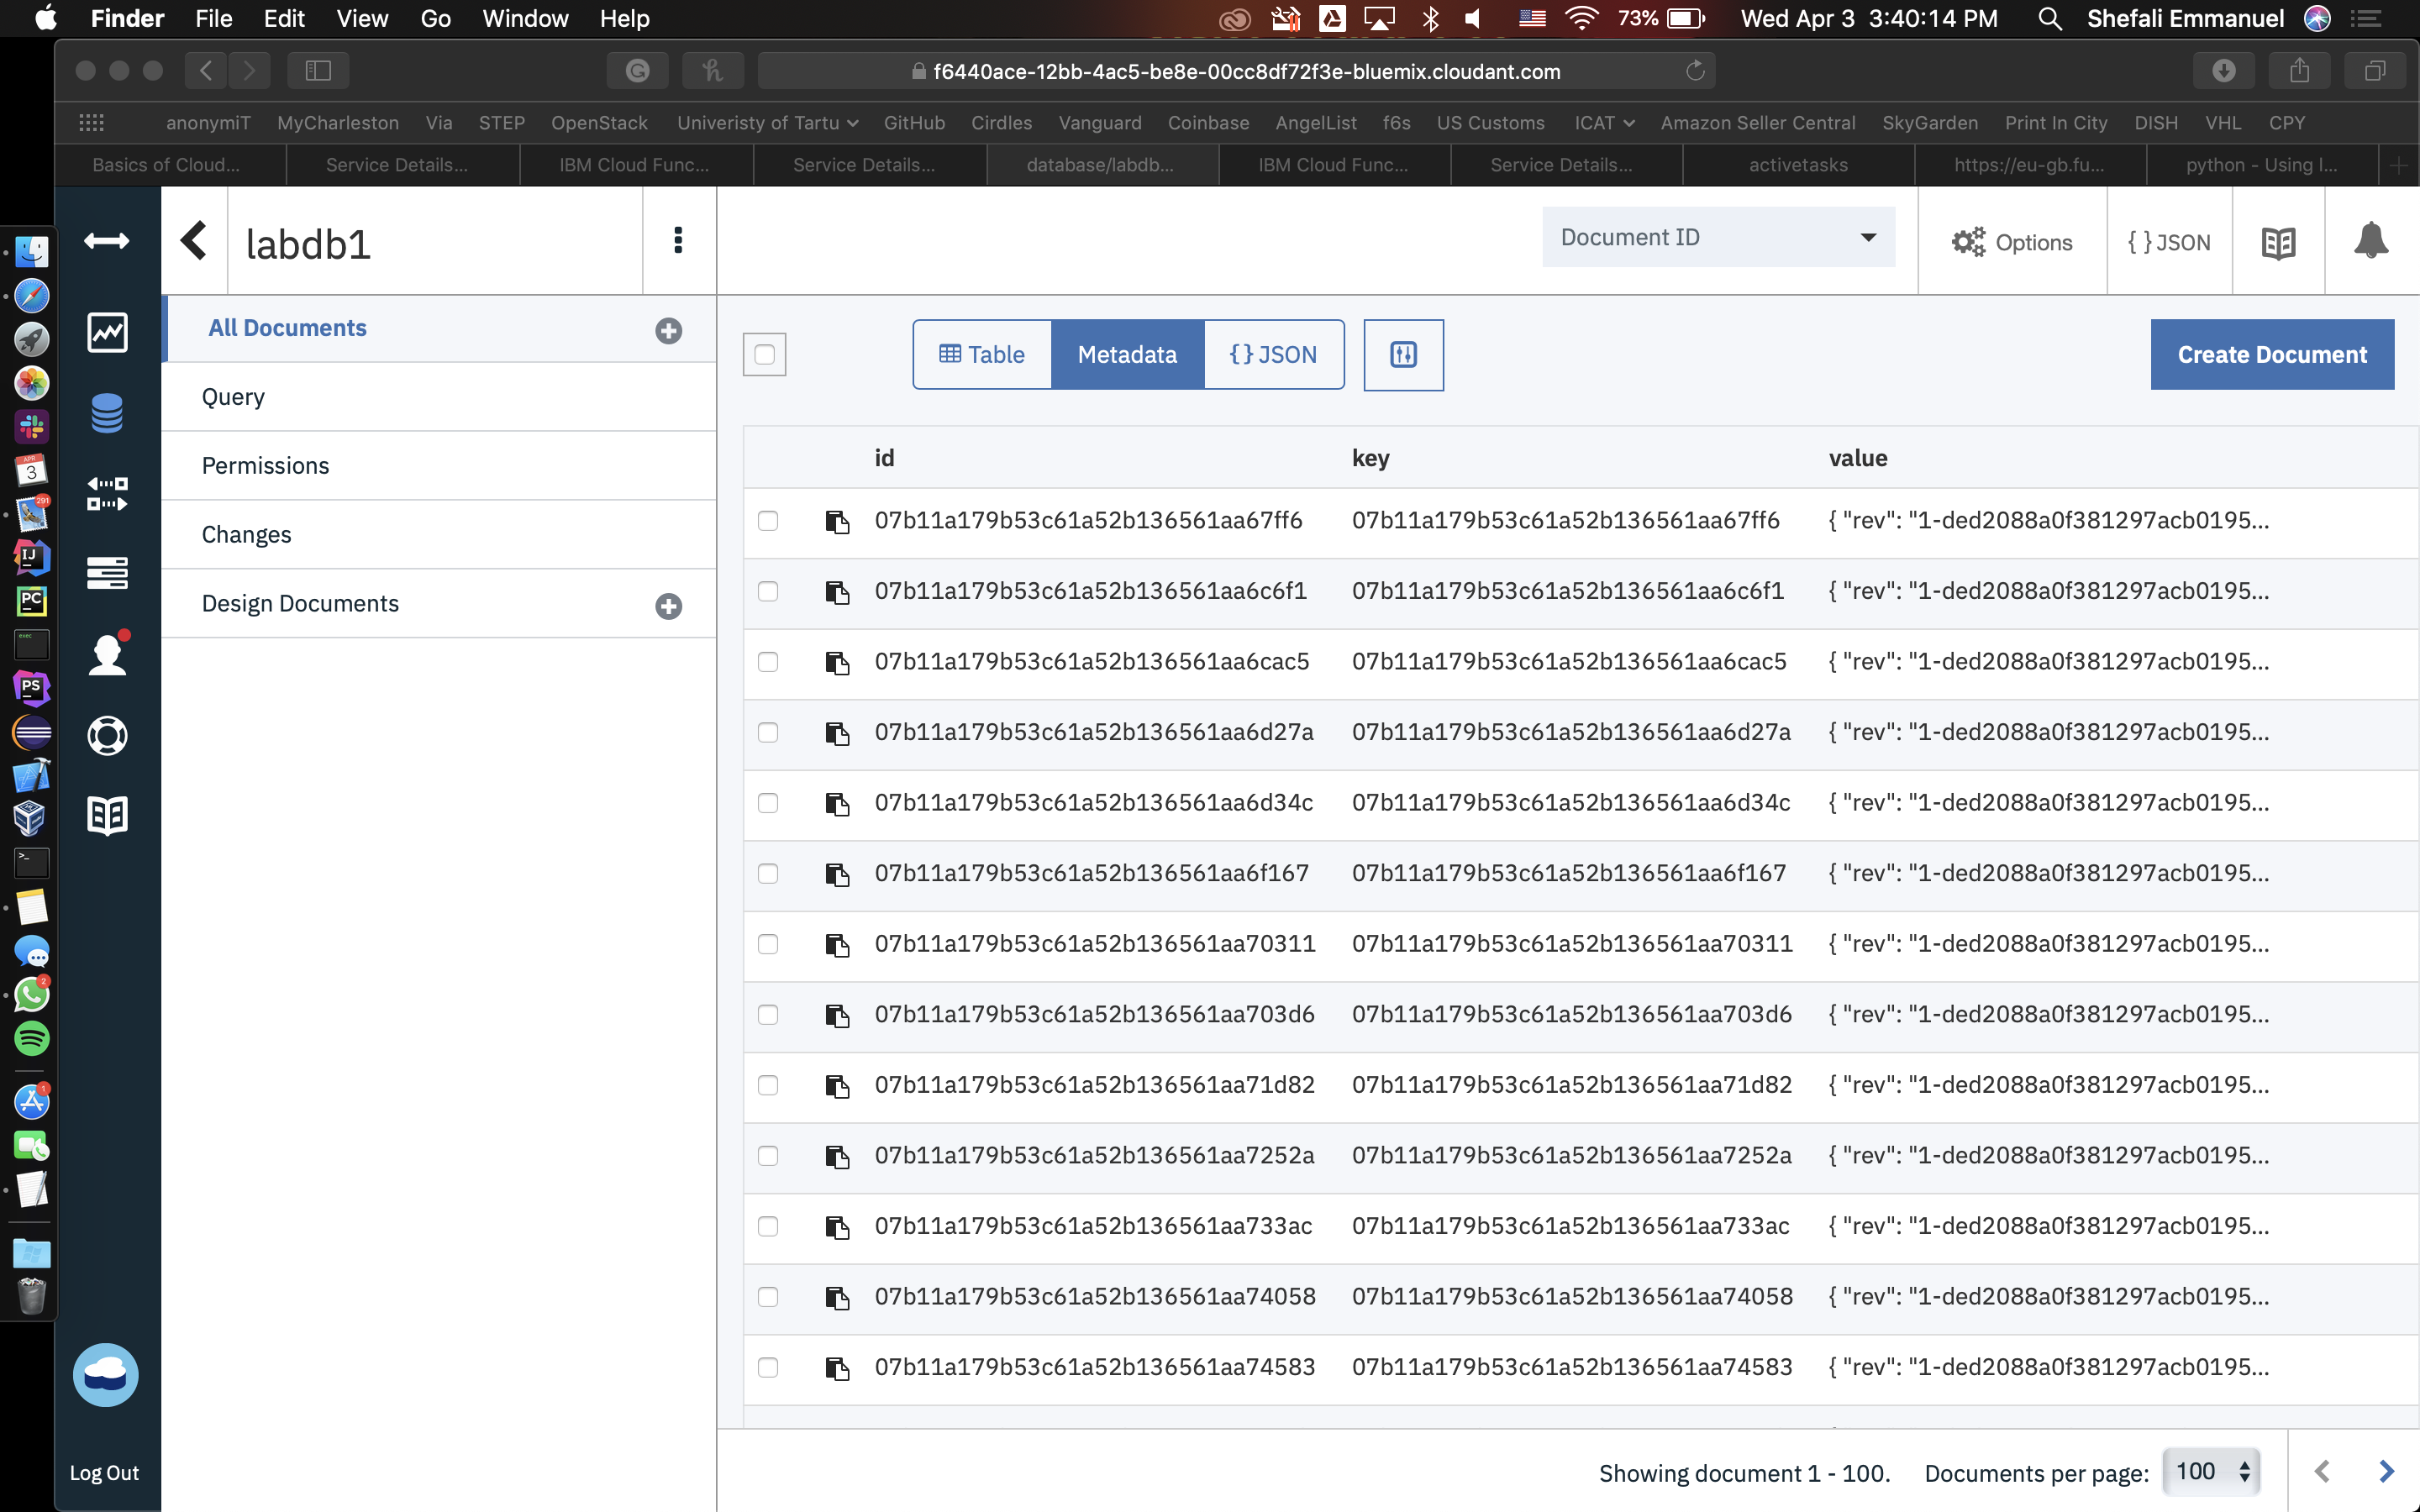 Finder File Edit View Go Window Help 73% Wed Apr 3 3:40:14 PM Shefali Emmanuel
f6440ace-12bb-4ac5-be8e-00cc8df72f3e-bluemix.cloudant.com
anonymiT MyCharleston Via STEP OpenStack Univeristy of Tartu GitHub Cirdles Vanguard Coinbase AngelList f6s US Customs ICAT Amazon Seller Central SkyGarden Print In City DISH VHL CPY
Basics of Cloud... Service Details... IBM Cloud Func... Service Details... database/labdb... IBM Cloud Func... Service Details... activetasks https://eu-gb.fu... python - Using I...
labdb1 Document ID Options {} JSON
All Documents
Query
Permissions
Changes
Design Documents
Log Out
Table Metadata {} JSON Create Document
id key value
07b11a179b53c61a52b136561aa67ff6 07b11a179b53c61a52b136561aa67ff6 { "rev": "1-ded2088a0f381297acb0195...
07b11a179b53c61a52b136561aa6c6f1 07b11a179b53c61a52b136561aa6c6f1 { "rev": "1-ded2088a0f381297acb0195...
07b11a179b53c61a52b136561aa6cac5 07b11a179b53c61a52b136561aa6cac5 { "rev": "1-ded2088a0f381297acb0195...
07b11a179b53c61a52b136561aa6d27a 07b11a179b53c61a52b136561aa6d27a { "rev": "1-ded2088a0f381297acb0195...
07b11a179b53c61a52b136561aa6d34c 07b11a179b53c61a52b136561aa6d34c { "rev": "1-ded2088a0f381297acb0195...
07b11a179b53c61a52b136561aa6f167 07b11a179b53c61a52b136561aa6f167 { "rev": "1-ded2088a0f381297acb0195...
07b11a179b53c61a52b136561aa70311 07b11a179b53c61a52b136561aa70311 { "rev": "1-ded2088a0f381297acb0195...
07b11a179b53c61a52b136561aa703d6 07b11a179b53c61a52b136561aa703d6 { "rev": "1-ded2088a0f381297acb0195...
07b11a179b53c61a52b136561aa71d82 07b11a179b53c61a52b136561aa71d82 { "rev": "1-ded2088a0f381297acb0195...
07b11a179b53c61a52b136561aa7252a 07b11a179b53c61a52b136561aa7252a { "rev": "1-ded2088a0f381297acb0195...
07b11a179b53c61a52b136561aa733ac 07b11a179b53c61a52b136561aa733ac { "rev": "1-ded2088a0f381297acb0195...
07b11a179b53c61a52b136561aa74058 07b11a179b53c61a52b136561aa74058 { "rev": "1-ded2088a0f381297acb0195...
07b11a179b53c61a52b136561aa74583 07b11a179b53c61a52b136561aa74583 { "rev": "1-ded2088a0f381297acb0195...
Showing document 1 - 100. Documents per page: 100
APR
3
291
IJ
PC
exec
PS
2
1